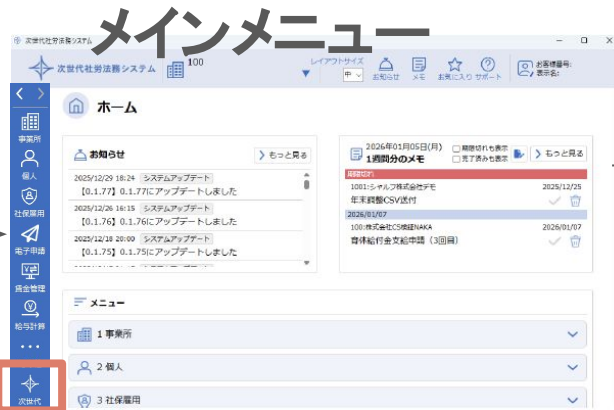 メインメニュー
次世代社労法務システム
次世代社労法務システム
100
レイアウトサイズ
中
お知らせ
メモ
お気に入り
サポート
お客様番号:
表示名:
事業所
個人
社保雇用
電子申請
賃金管理
給与計算
次世代
ホーム
お知らせ
もっと見る
2025/12/29 18:24 システムアップデート
【0.1.77】0.1.77にアップデートしました
2025/12/26 16:15 システムアップデート
【0.1.76】0.1.76にアップデートしました
2025/12/18 20:00 システムアップデート
【0.1.75】0.1.75にアップデートしました
2026年01月05日(月)
1週間分のメモ
期限切れも表示
完了済みも表示
もっと見る
期限切れ
1001:シャルフ株式会社デモ 2025/12/25
年末調整CSV送付
2026/01/07
100:株式会社CS検証NAKA 2026/01/07
育休給付金支給申請（3回目）
メニュー
1 事業所
2 個人
3 社保雇用